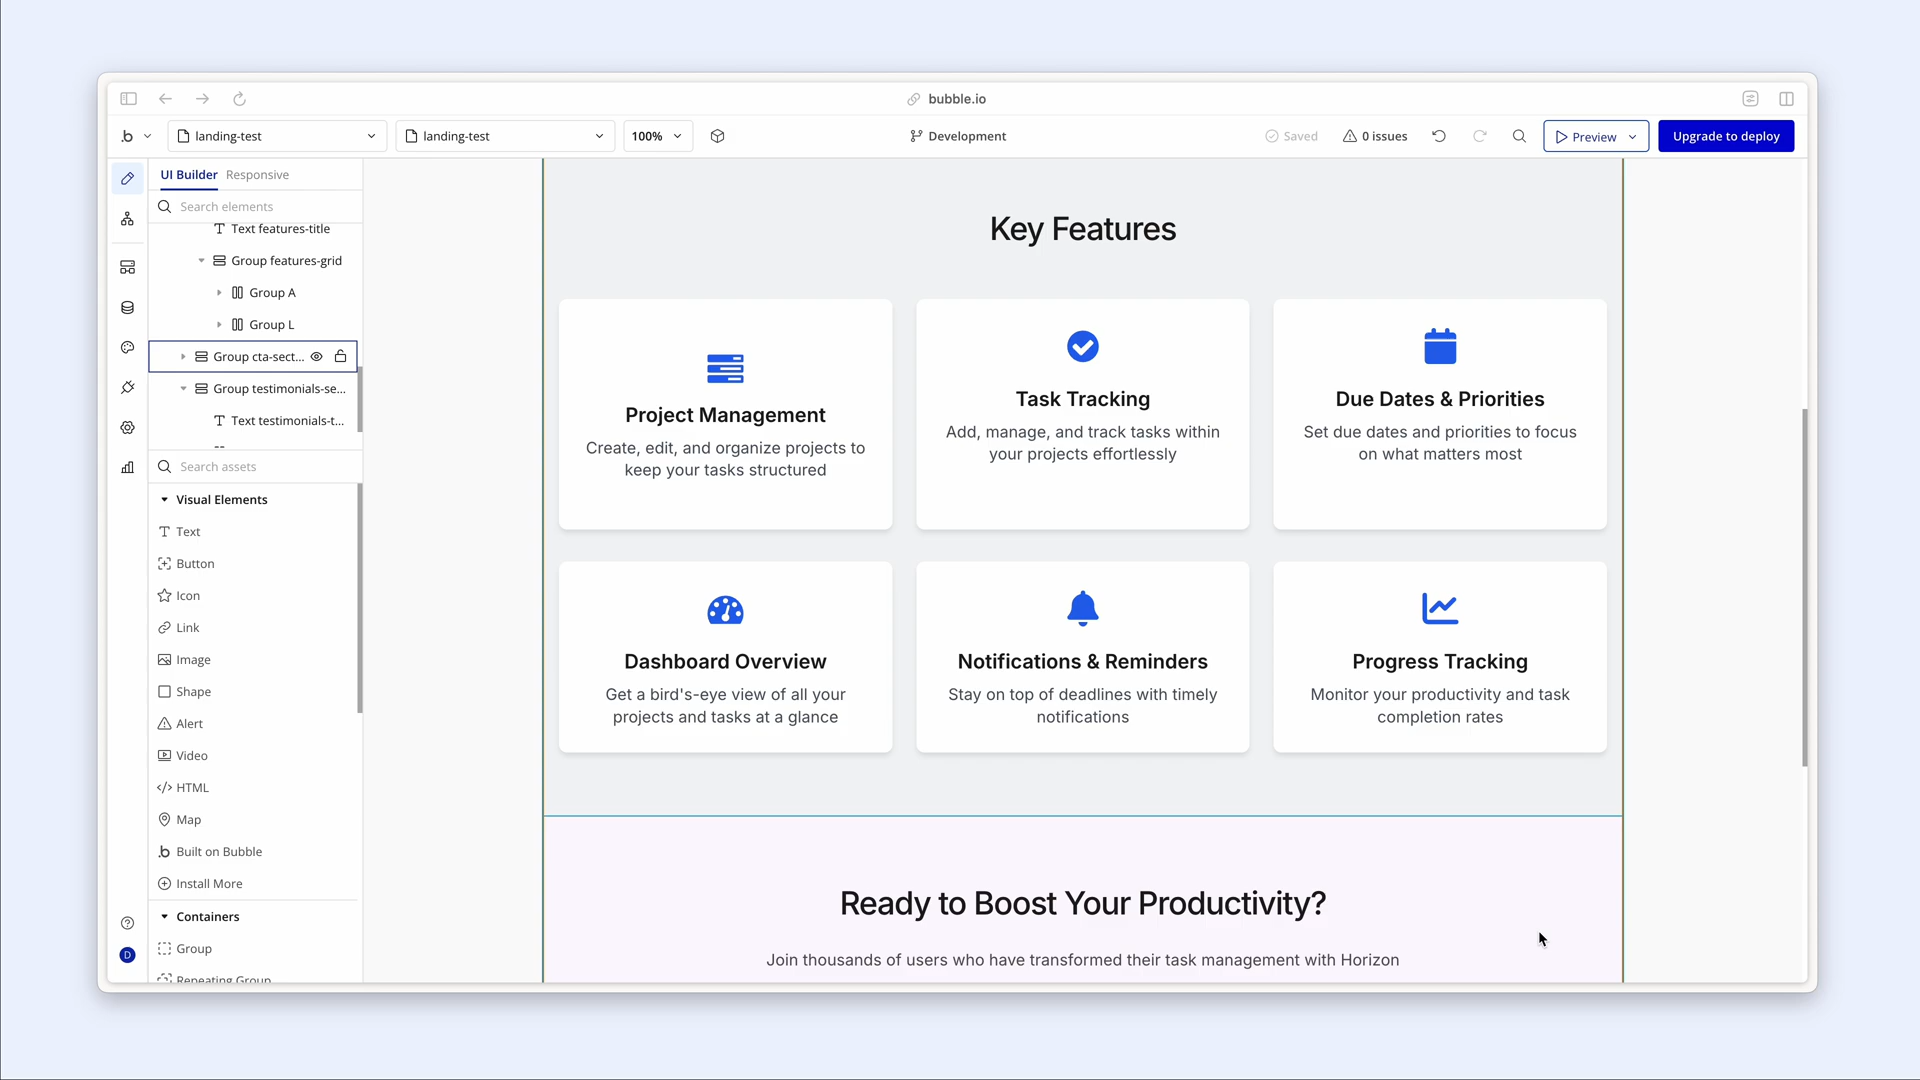 bubble.io
landing-test
landing-test
100%
Development
Saved
0 issues
Preview
Upgrade to deploy
UI Builder
Responsive
Search elements
Text features-title
Group features-grid
Group A
Group L
Group cta-sect...
Group testimonials-se...
Text testimonials-t...
Search assets
Visual Elements
Text
Button
Icon
Link
Image
Shape
Alert
Video
HTML
Map
Built on Bubble
Install More
Containers
Group
Repeating Group
D
Key Features
Project Management
Create, edit, and organize projects to
keep your tasks structured
Task Tracking
Add, manage, and track tasks within
your projects effortlessly
Due Dates & Priorities
Set due dates and priorities to focus
on what matters most
Dashboard Overview
Get a bird's-eye view of all your
projects and tasks at a glance
Notifications & Reminders
Stay on top of deadlines with timely
notifications
Progress Tracking
Monitor your productivity and task
completion rates
Ready to Boost Your Productivity?
Join thousands of users who have transformed their task management with Horizon